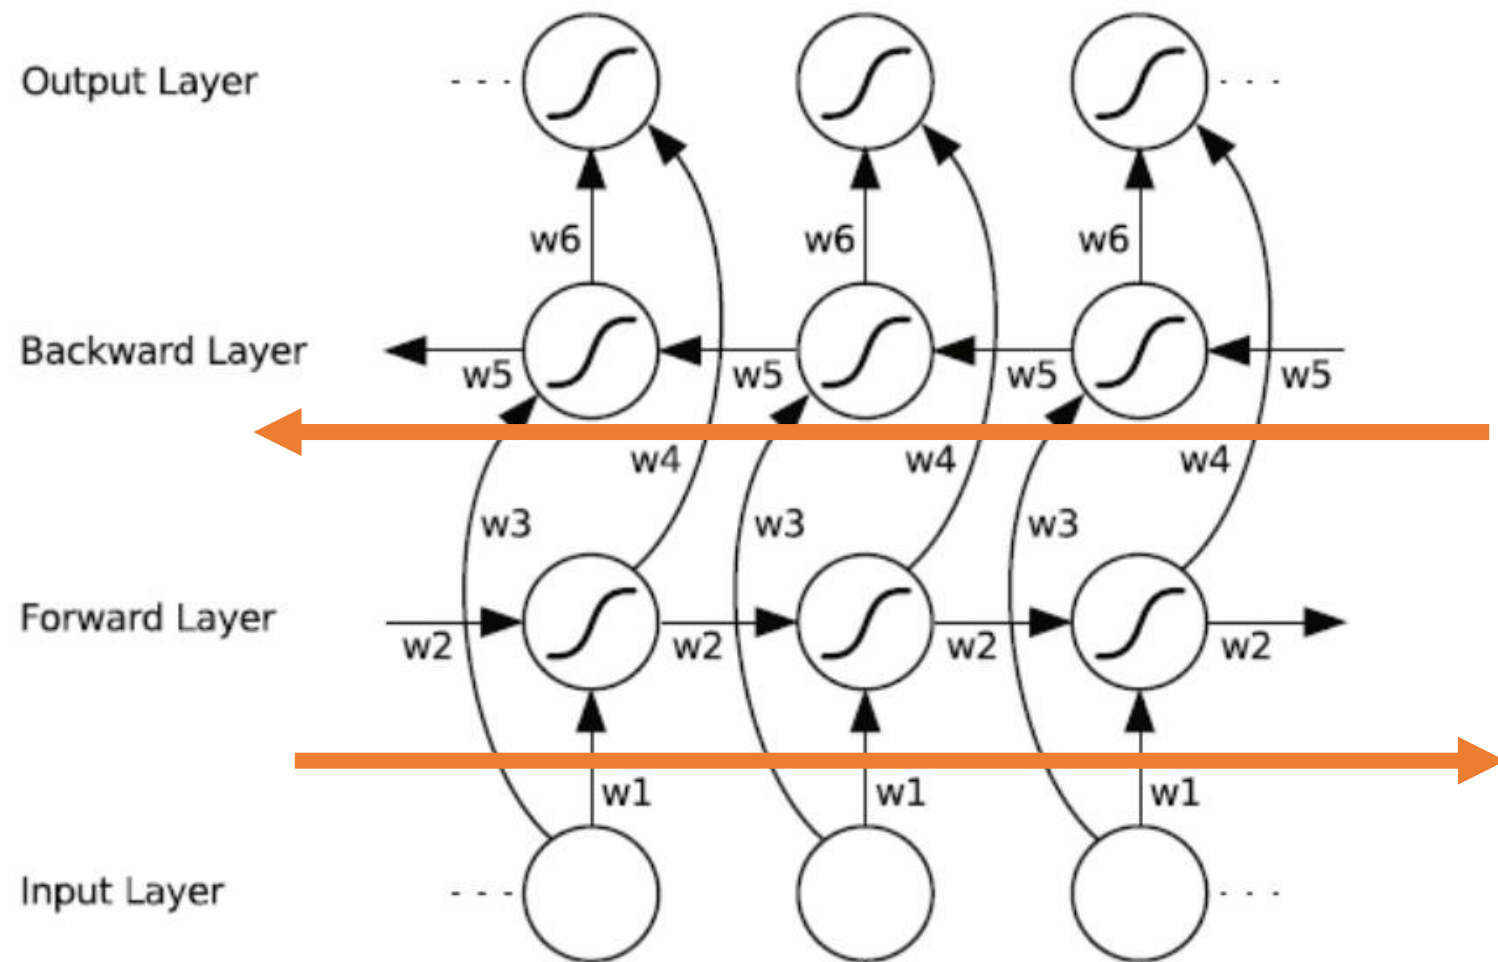 Output Layer
w6 w6 w6
Backward Layer
w5 w5 w5 w5
w4 w4 w4
w3 w3 w3
Forward Layer
w2 w2 w2 w2
w1 w1 w1
Input Layer